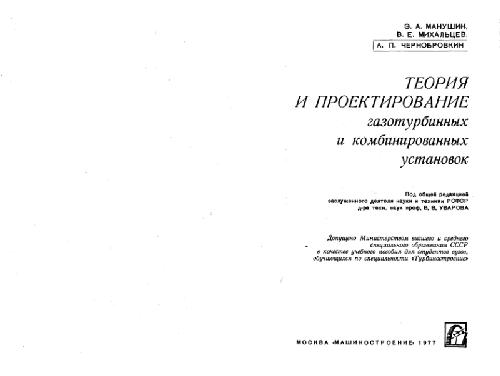 Э. А. МАНУШИН,
В. Е. МИХАЛЬЦЕВ,
А. П. ЧЕРНОБРОВКИН
ТЕОРИЯ
И ПРОЕКТИРОВАНИЕ
газотурбинных
и комбинированных
установок
Под общей редакцией
заслуженного деятеля науки и техники РСФСР
д-ра техн. наук проф. В. В. УВАРОВА
Допущено Министерством высшего и среднего
специального образования СССР
в качестве учебного пособия для студентов вузов,
обучающихся по специальности «Турбиностроение»
МОСКВА «МАШИНОСТРОЕНИЕ» 1977